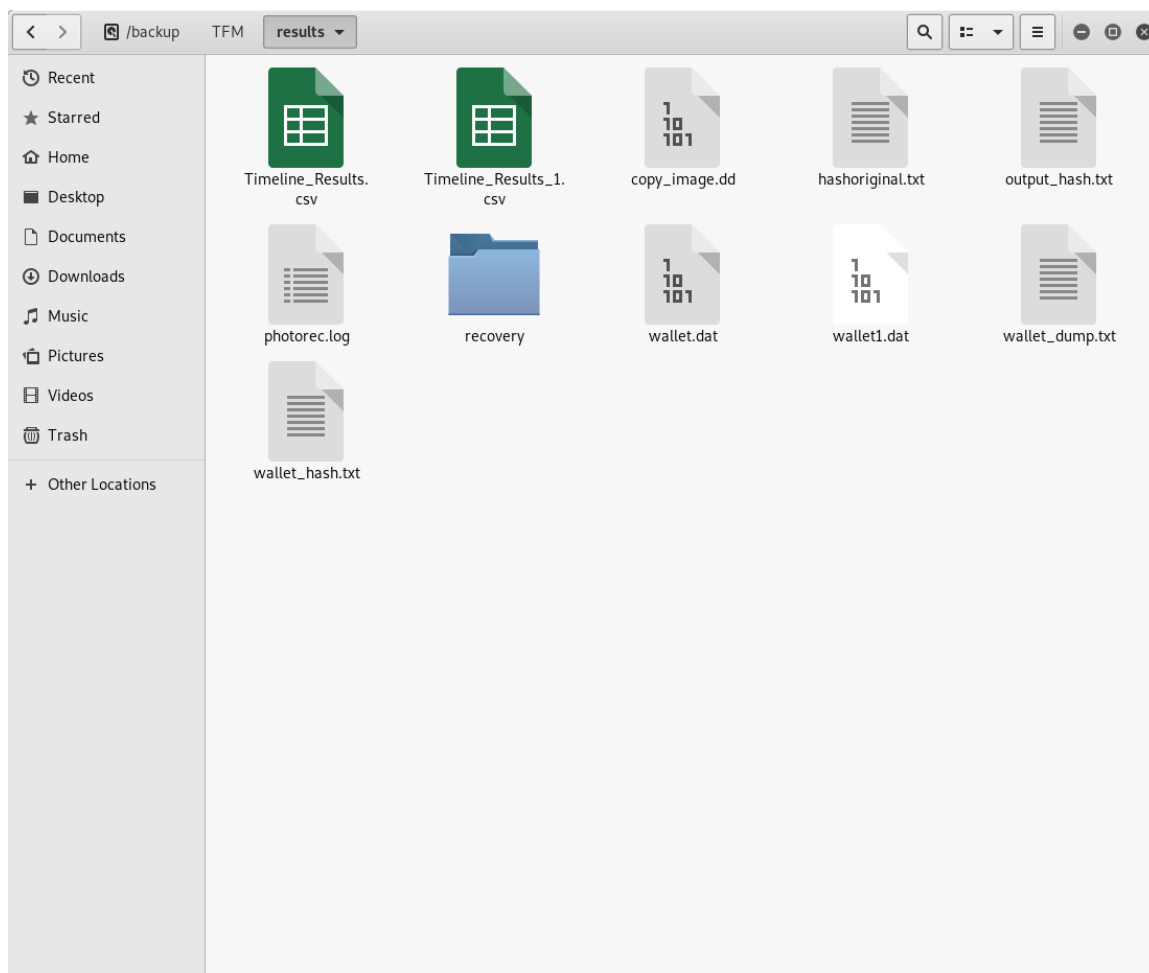 /backup TFM results
Recent
Starred
Home
Desktop
Documents
Downloads
Music
Pictures
Videos
Trash
Other Locations
Timeline_Results.
csv
Timeline_Results_1.
csv
copy_image.dd
hashoriginal.txt
output_hash.txt
photorec.log
recovery
wallet.dat
wallet1.dat
wallet_dump.txt
wallet_hash.txt